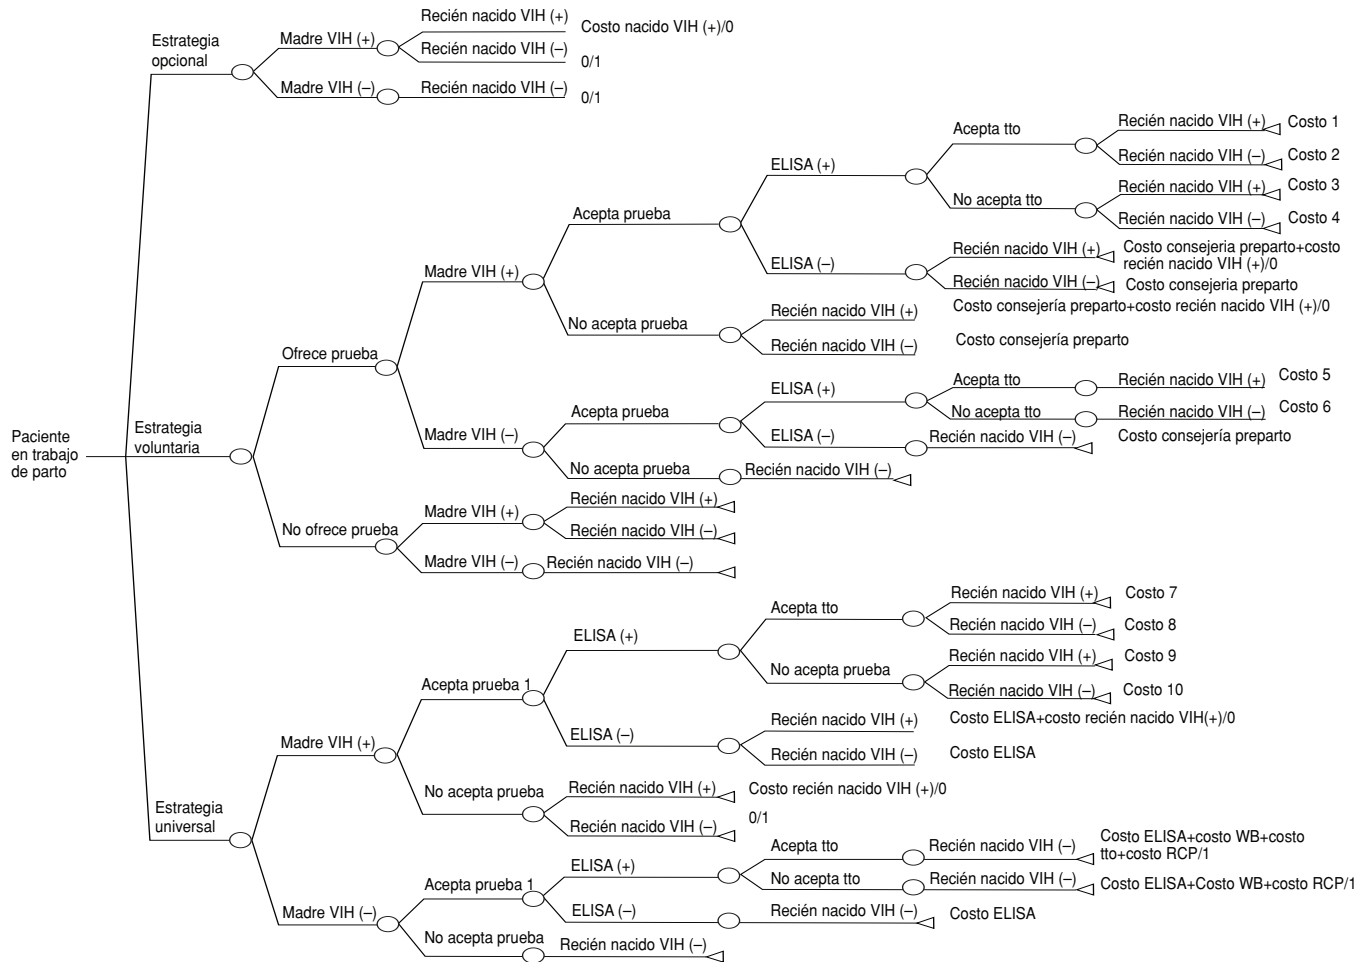 Estrategia
opcional
Madre VIH (+)
Recién nacido VIH (+)
Costo nacido VIH (+)/0
Recién nacido VIH (–)
0/1
Madre VIH (–)
Recién nacido VIH (–)
0/1
Paciente
en trabajo
de parto
Estrategia
voluntaria
Ofrece prueba
Madre VIH (+)
Acepta prueba
ELISA (+)
Acepta tto
Recién nacido VIH (+)
Costo 1
Recién nacido VIH (–)
Costo 2
No acepta tto
Recién nacido VIH (+)
Costo 3
Recién nacido VIH (–)
Costo 4
ELISA (–)
Recién nacido VIH (+)
Costo consejeria preparto+costo
recién nacido VIH (+)/0
Recién nacido VIH (–)
Costo consejería preparto
No acepta prueba
Recién nacido VIH (+)
Costo consejería preparto+costo recién nacido VIH (+)/0
Recién nacido VIH (–)
Costo consejería preparto
Madre VIH (–)
Acepta prueba
ELISA (+)
Acepta tto
Recién nacido VIH (+)
Costo 5
No acepta tto
Recién nacido VIH (–)
Costo 6
ELISA (–)
Recién nacido VIH (–)
Costo consejería preparto
No acepta prueba
Recién nacido VIH (–)
No ofrece prueba
Madre VIH (+)
Recién nacido VIH (+)
Recién nacido VIH (–)
Madre VIH (–)
Recién nacido VIH (–)
Estrategia
universal
Madre VIH (+)
Acepta prueba 1
ELISA (+)
Acepta tto
Recién nacido VIH (+)
Costo 7
Recién nacido VIH (–)
Costo 8
No acepta prueba
Recién nacido VIH (+)
Costo 9
Recién nacido VIH (–)
Costo 10
ELISA (–)
Recién nacido VIH (+)
Costo ELISA+costo recién nacido VIH(+)/0
Recién nacido VIH (–)
Costo ELISA
No acepta prueba
Recién nacido VIH (+)
Costo recién nacido VIH (+)/0
Recién nacido VIH (–)
0/1
Madre VIH (–)
Acepta prueba 1
ELISA (+)
Acepta tto
Recién nacido VIH (–)
Costo ELISA+costo WB+costo
tto+costo RCP/1
No acepta tto
Recién nacido VIH (–)
Costo ELISA+Costo WB+costo RCP/1
ELISA (–)
Recién nacido VIH (–)
Costo ELISA
No acepta prueba
Recién nacido VIH (–)